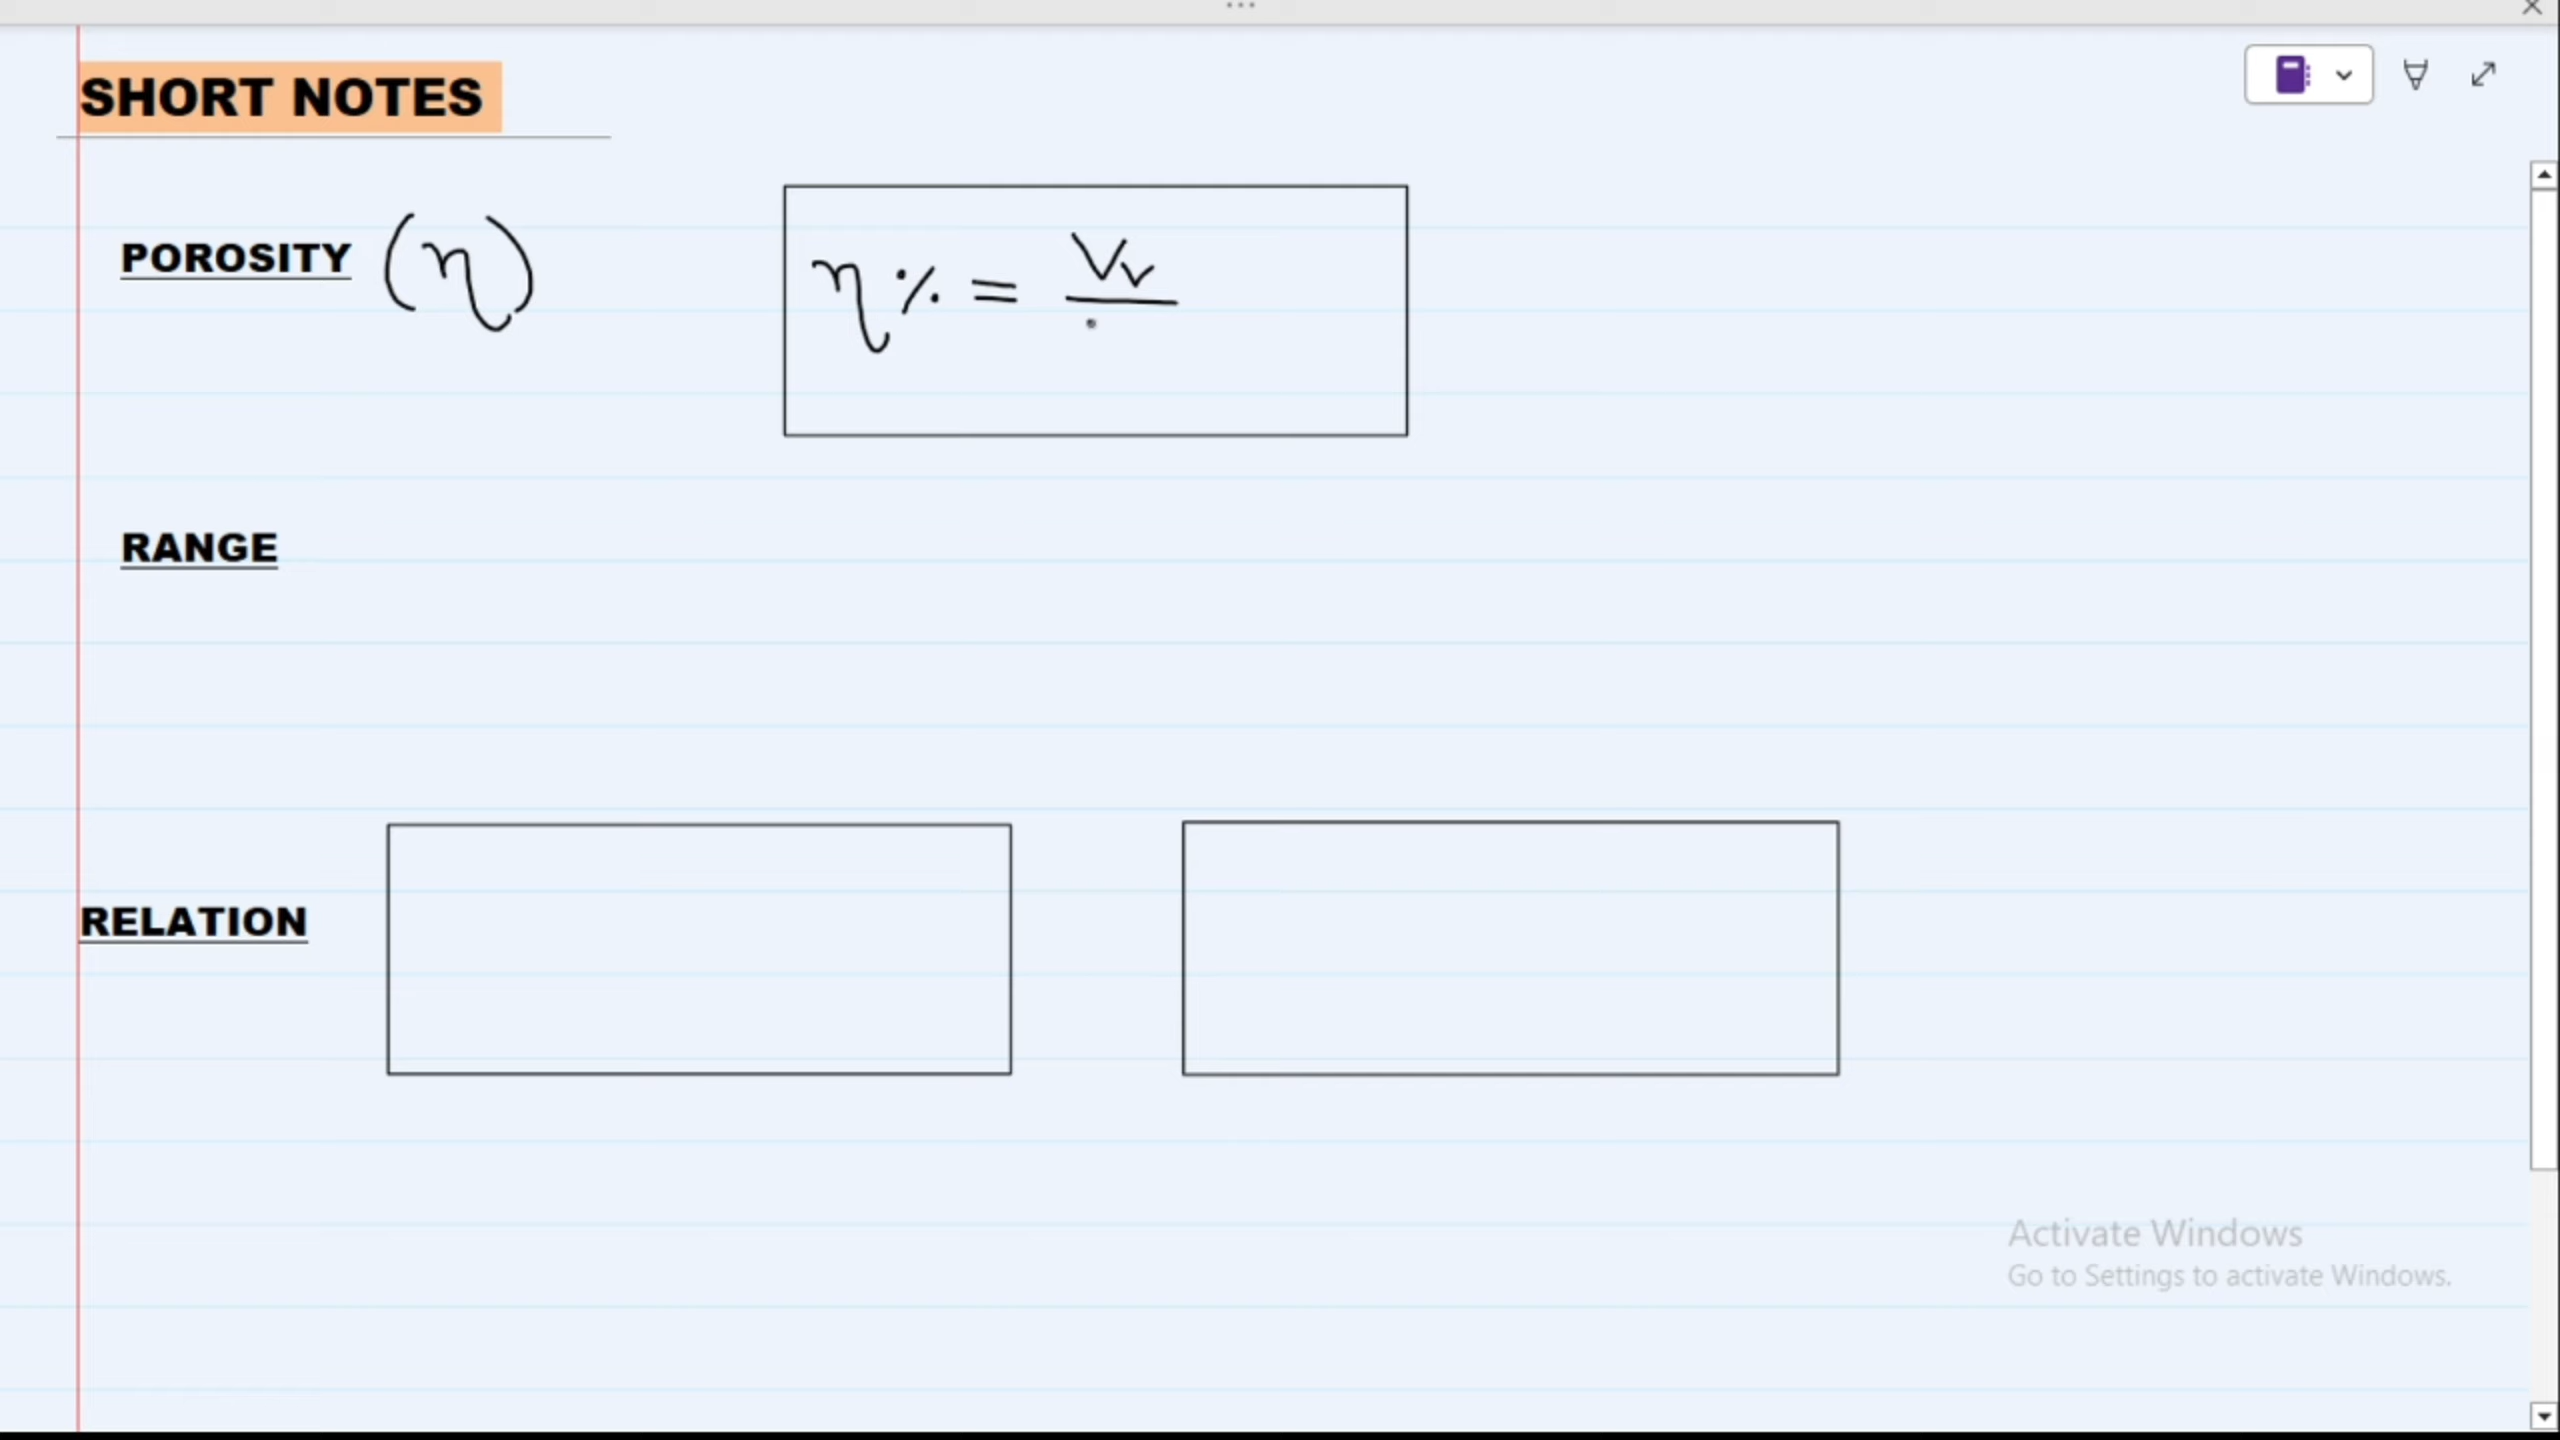 SHORT NOTES
POROSITY (η)
η% = Vv/
RANGE
RELATION
Activate Windows
Go to Settings to activate Windows.